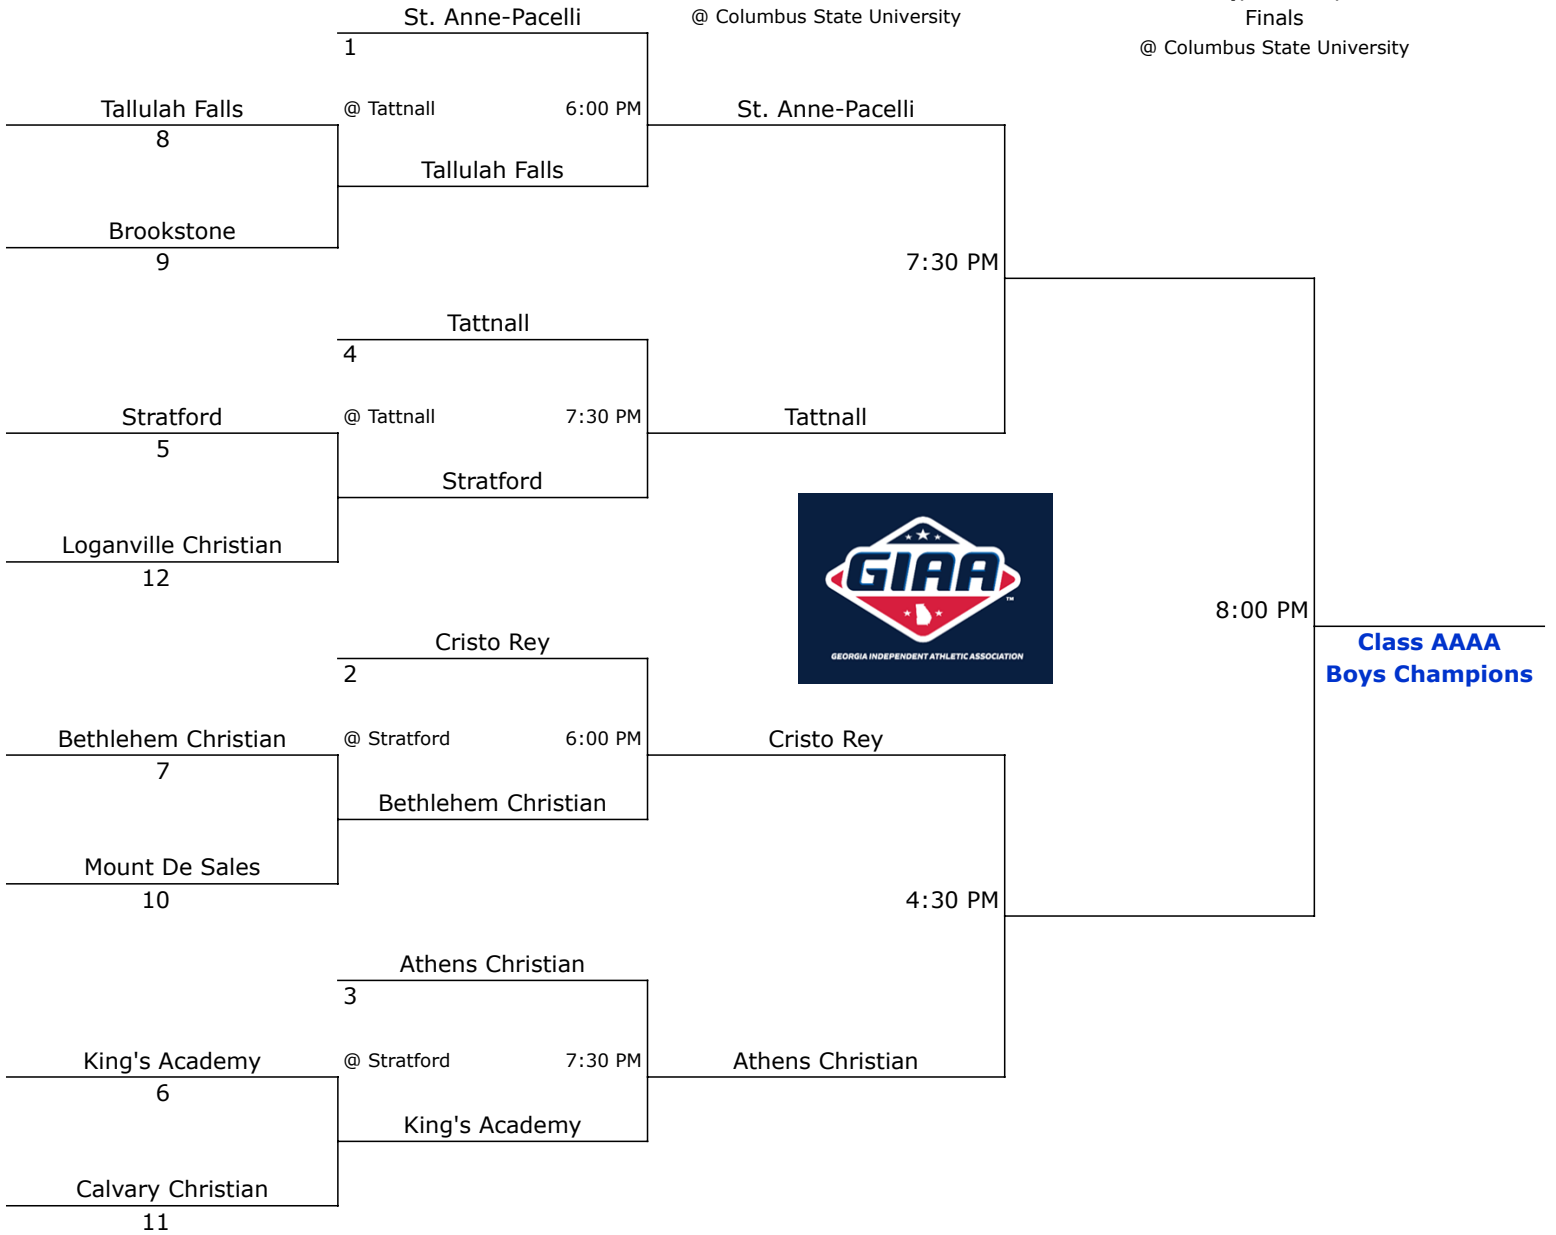 St. Anne-Pacelli
@ Columbus State University
Finals
@ Columbus State University
1
Tallulah Falls
8
@ Tattnall
6:00 PM
St. Anne-Pacelli
Tallulah Falls
Brookstone
9
7:30 PM
Tattnall
4
Stratford
5
@ Tattnall
7:30 PM
Tattnall
Stratford
Loganville Christian
12
GIAA
TM
GEORGIA INDEPENDENT ATHLETIC ASSOCIATION
8:00 PM
Class AAAA
Boys Champions
Cristo Rey
2
Bethlehem Christian
7
@ Stratford
6:00 PM
Cristo Rey
Bethlehem Christian
Mount De Sales
10
4:30 PM
Athens Christian
3
King's Academy
6
@ Stratford
7:30 PM
Athens Christian
King's Academy
Calvary Christian
11